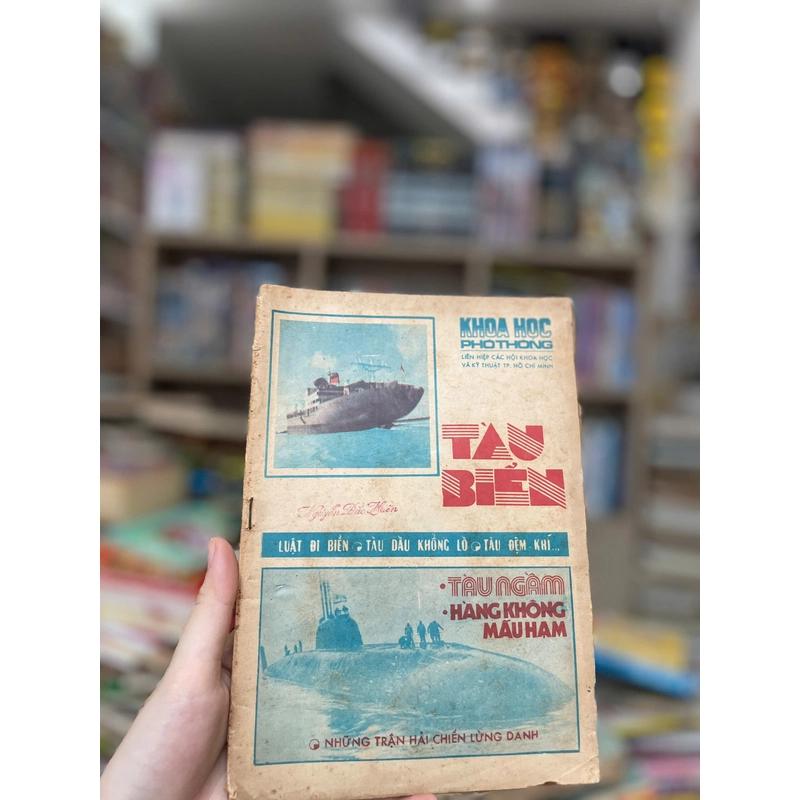 KHOA HỌC
PHỔ THÔNG
LIÊN HIỆP CÁC HỘI KHOA HỌC
VÀ KỸ THUẬT TP. HỒ CHÍ MINH
TÀU
BIỂN
LUẬT ĐI BIỂN TÀU DẦU KHỔNG LỒ TÀU ĐỆM KHÍ...
• TÀU NGẦM
• HÀNG KHÔNG
MẪU HẠM
NHỮNG TRẬN HẢI CHIẾN LỪNG DANH